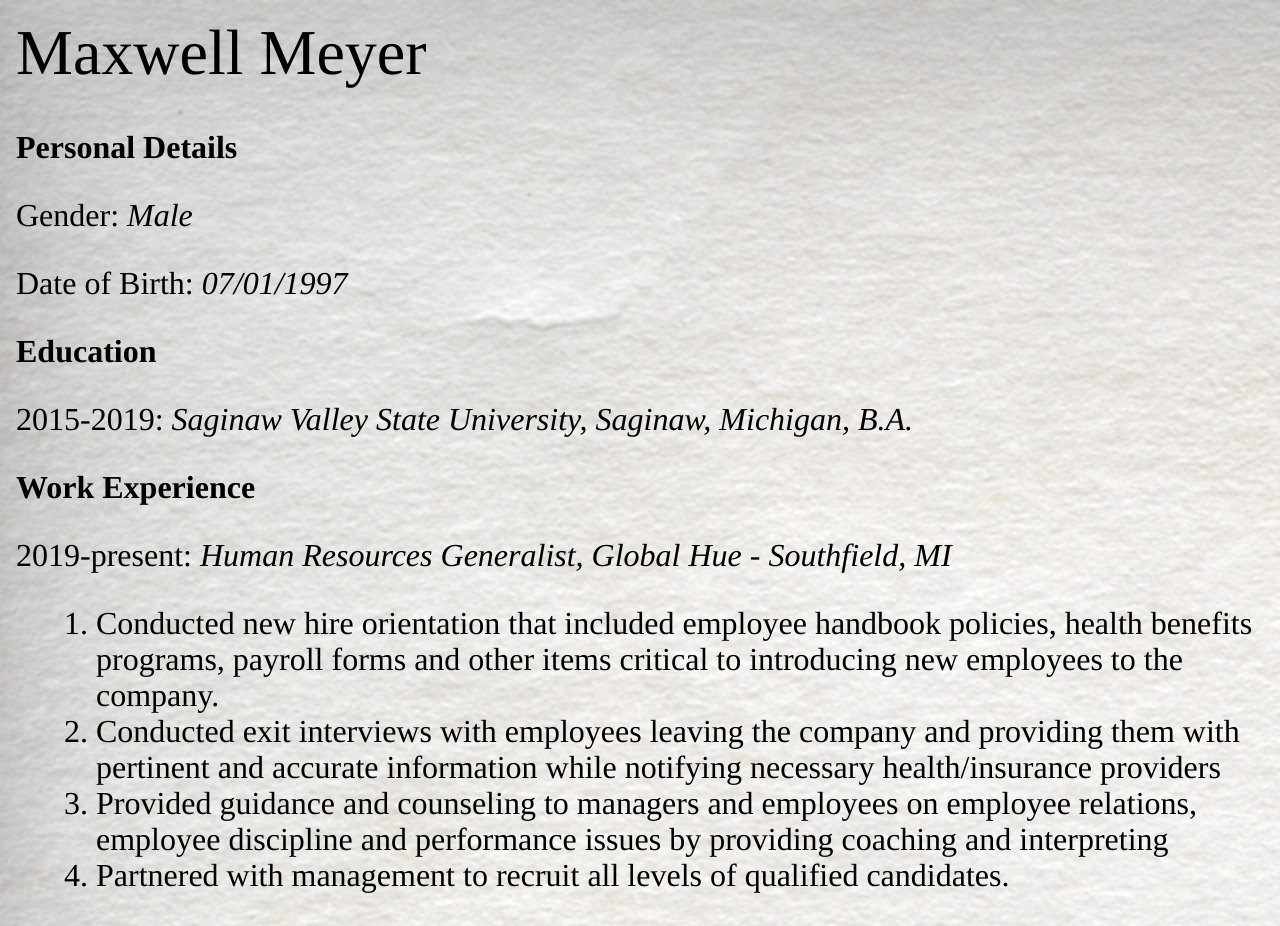 Maxwell Meyer
Personal Details
Gender: Male
Date of Birth: 07/01/1997
Education
2015-2019: Saginaw Valley State University, Saginaw, Michigan, B.A.
Work Experience
2019-present: Human Resources Generalist, Global Hue - Southfield, MI
1. Conducted new hire orientation that included employee handbook policies, health benefits
programs, payroll forms and other items critical to introducing new employees to the
company.
2. Conducted exit interviews with employees leaving the company and providing them with
pertinent and accurate information while notifying necessary health/insurance providers
3. Provided guidance and counseling to managers and employees on employee relations,
employee discipline and performance issues by providing coaching and interpreting
4. Partnered with management to recruit all levels of qualified candidates.